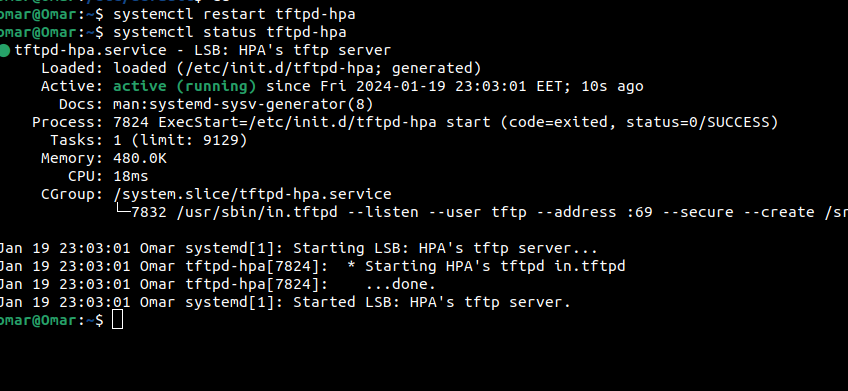 omar@Omar:~$ systemctl restart tftpd-hpa
omar@Omar:~$ systemctl status tftpd-hpa
● tftpd-hpa.service - LSB: HPA's tftp server
     Loaded: loaded (/etc/init.d/tftpd-hpa; generated)
     Active: active (running) since Fri 2024-01-19 23:03:01 EET; 10s ago
       Docs: man:systemd-sysv-generator(8)
    Process: 7824 ExecStart=/etc/init.d/tftpd-hpa start (code=exited, status=0/SUCCESS)
      Tasks: 1 (limit: 9129)
     Memory: 480.0K
        CPU: 18ms
     CGroup: /system.slice/tftpd-hpa.service
             └─7832 /usr/sbin/in.tftpd --listen --user tftp --address :69 --secure --create /sr
Jan 19 23:03:01 Omar systemd[1]: Starting LSB: HPA's tftp server...
Jan 19 23:03:01 Omar tftpd-hpa[7824]:  * Starting HPA's tftpd in.tftpd
Jan 19 23:03:01 Omar tftpd-hpa[7824]:    ...done.
Jan 19 23:03:01 Omar systemd[1]: Started LSB: HPA's tftp server.
omar@Omar:~$